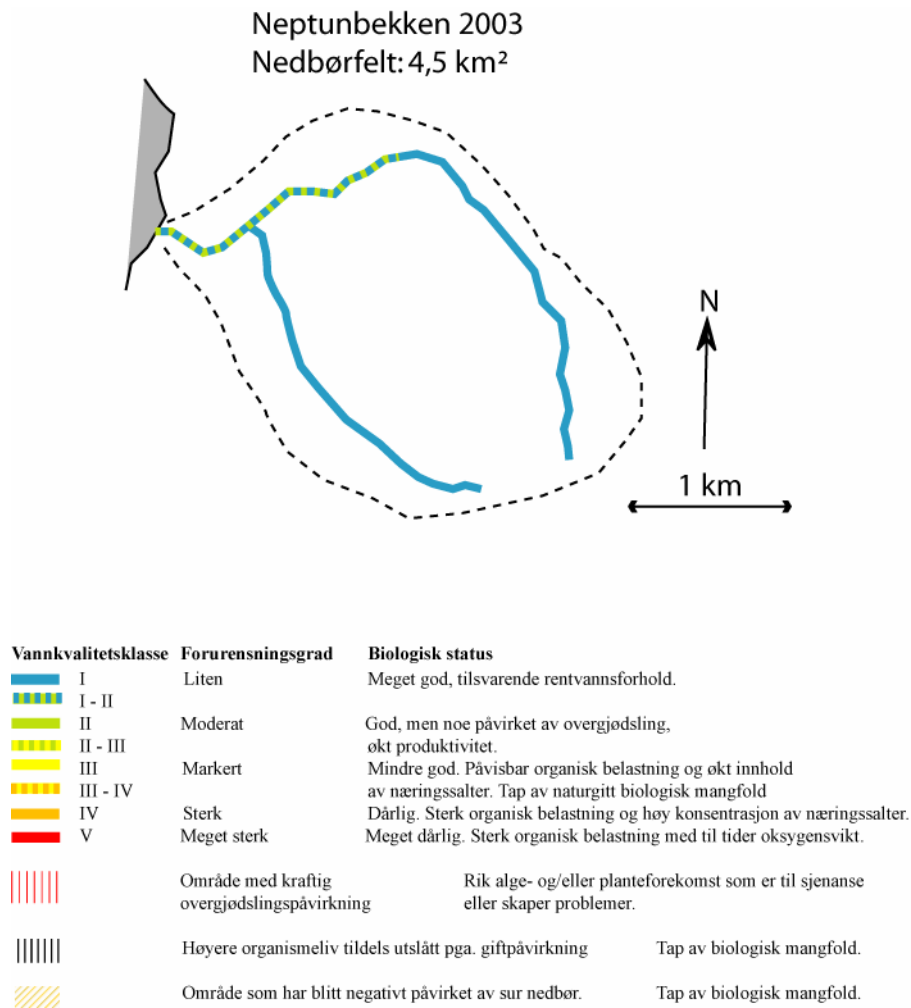 Neptunbekken 2003
Nedbørfelt: 4,5 km²
N
1 km
Vannkvalitetsklasse Forurensningsgrad Biologisk status
I Liten Meget god, tilsvarende rentvannsforhold.
I - II
II Moderat God, men noe påvirket av overgjødsling,
II - III økt produktivitet.
III Markert Mindre god. Påvisbar organisk belastning og økt innhold
III - IV av næringssalter. Tap av naturgitt biologisk mangfold
IV Sterk Dårlig. Sterk organisk belastning og høy konsentrasjon av næringssalter.
V Meget sterk Meget dårlig. Sterk organisk belastning med til tider oksygensvikt.
Område med kraftig Rik alge- og/eller planteforekomst som er til sjenanse
overgjødslingspåvirkning eller skaper problemer.
Høyere organismeliv tildels utslått pga. giftpåvirkning Tap av biologisk mangfold.
Område som har blitt negativt påvirket av sur nedbør. Tap av biologisk mangfold.